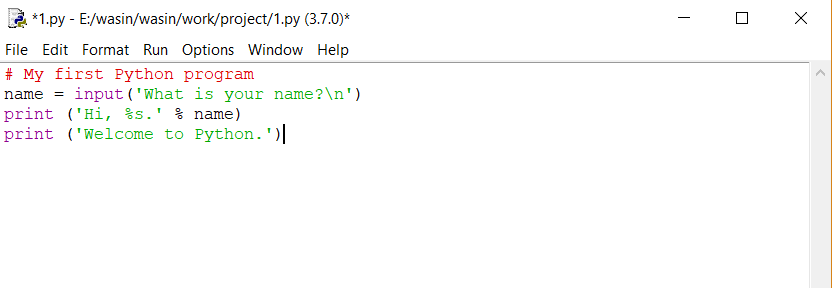 *1.py - E:/wasin/wasin/work/project/1.py (3.7.0)*
File Edit Format Run Options Window Help
# My first Python program
name = input('What is your name?\n')
print ('Hi, %s.' % name)
print ('Welcome to Python.')